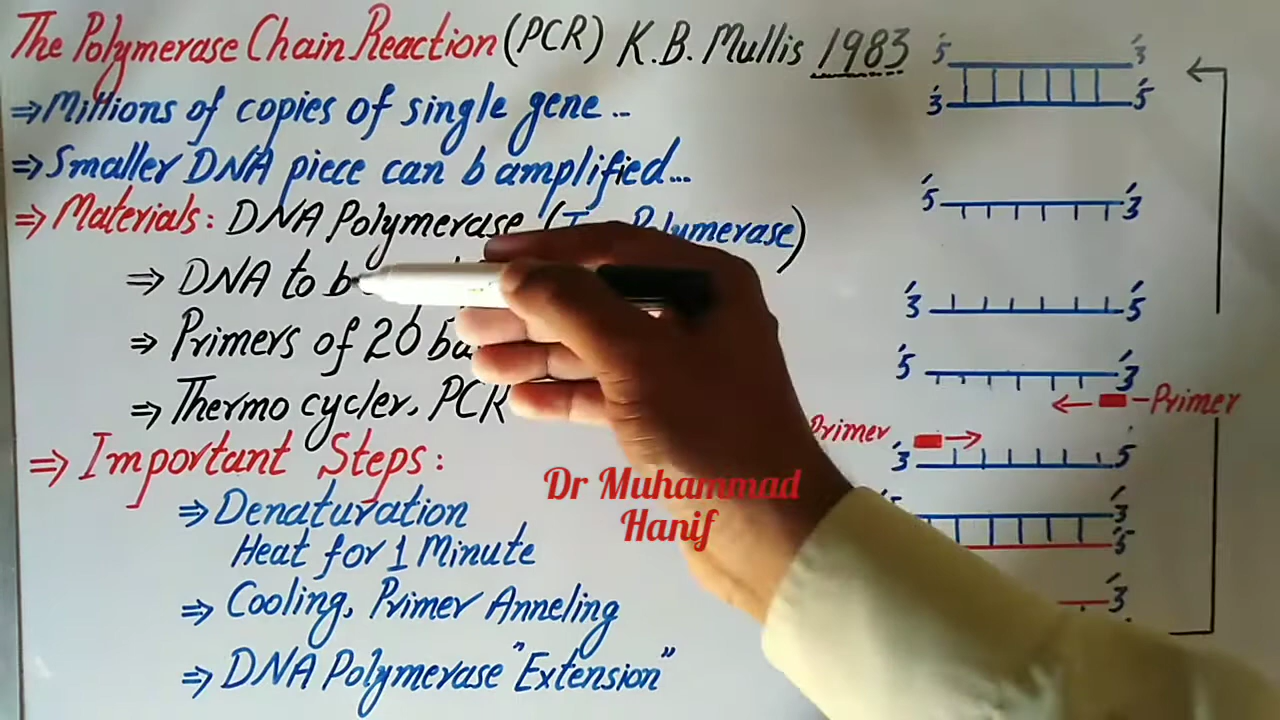 The Polymerase Chain Reaction (PCR) K.B. Mullis 1983
⇒ Millions of copies of single gene..
⇒ Smaller DNA piece can b amplified...
⇒ Materials: DNA Polymerase ( Polymerase)
⇒ DNA to b
⇒ Primers of 20
⇒ Thermo cycler, PCR
⇒ Important Steps:
⇒ Denaturation
Heat for 1 Minute
⇒ Cooling, Primer Anneling
⇒ DNA Polymerase "Extension"
'5 '3
'3 '5
'5 '3
'3 '5
'5 '3
Primer
Primer
'3 '5
'3
'5
'3
Dr Muhammad
Hanif